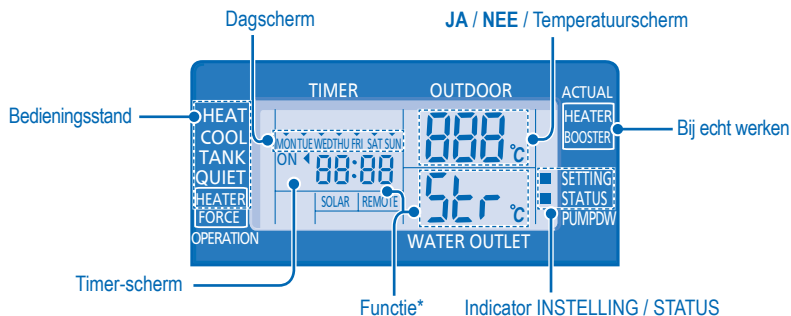 Dagscherm
JA / NEE / Temperatuurscherm
TIMER
OUTDOOR
ACTUAL
Bedieningsstand
HEAT
COOL
TANK
QUIET
HEATER
FORCE
OPERATION
MON TUE WED THU FRI SAT SUN
ON
88:88
SOLAR REMOTE
888 °C
Str °C
WATER OUTLET
HEATER
BOOSTER
Bij echt werken
SETTING
STATUS
PUMPDW
Timer-scherm
Functie*
Indicator INSTELLING / STATUS